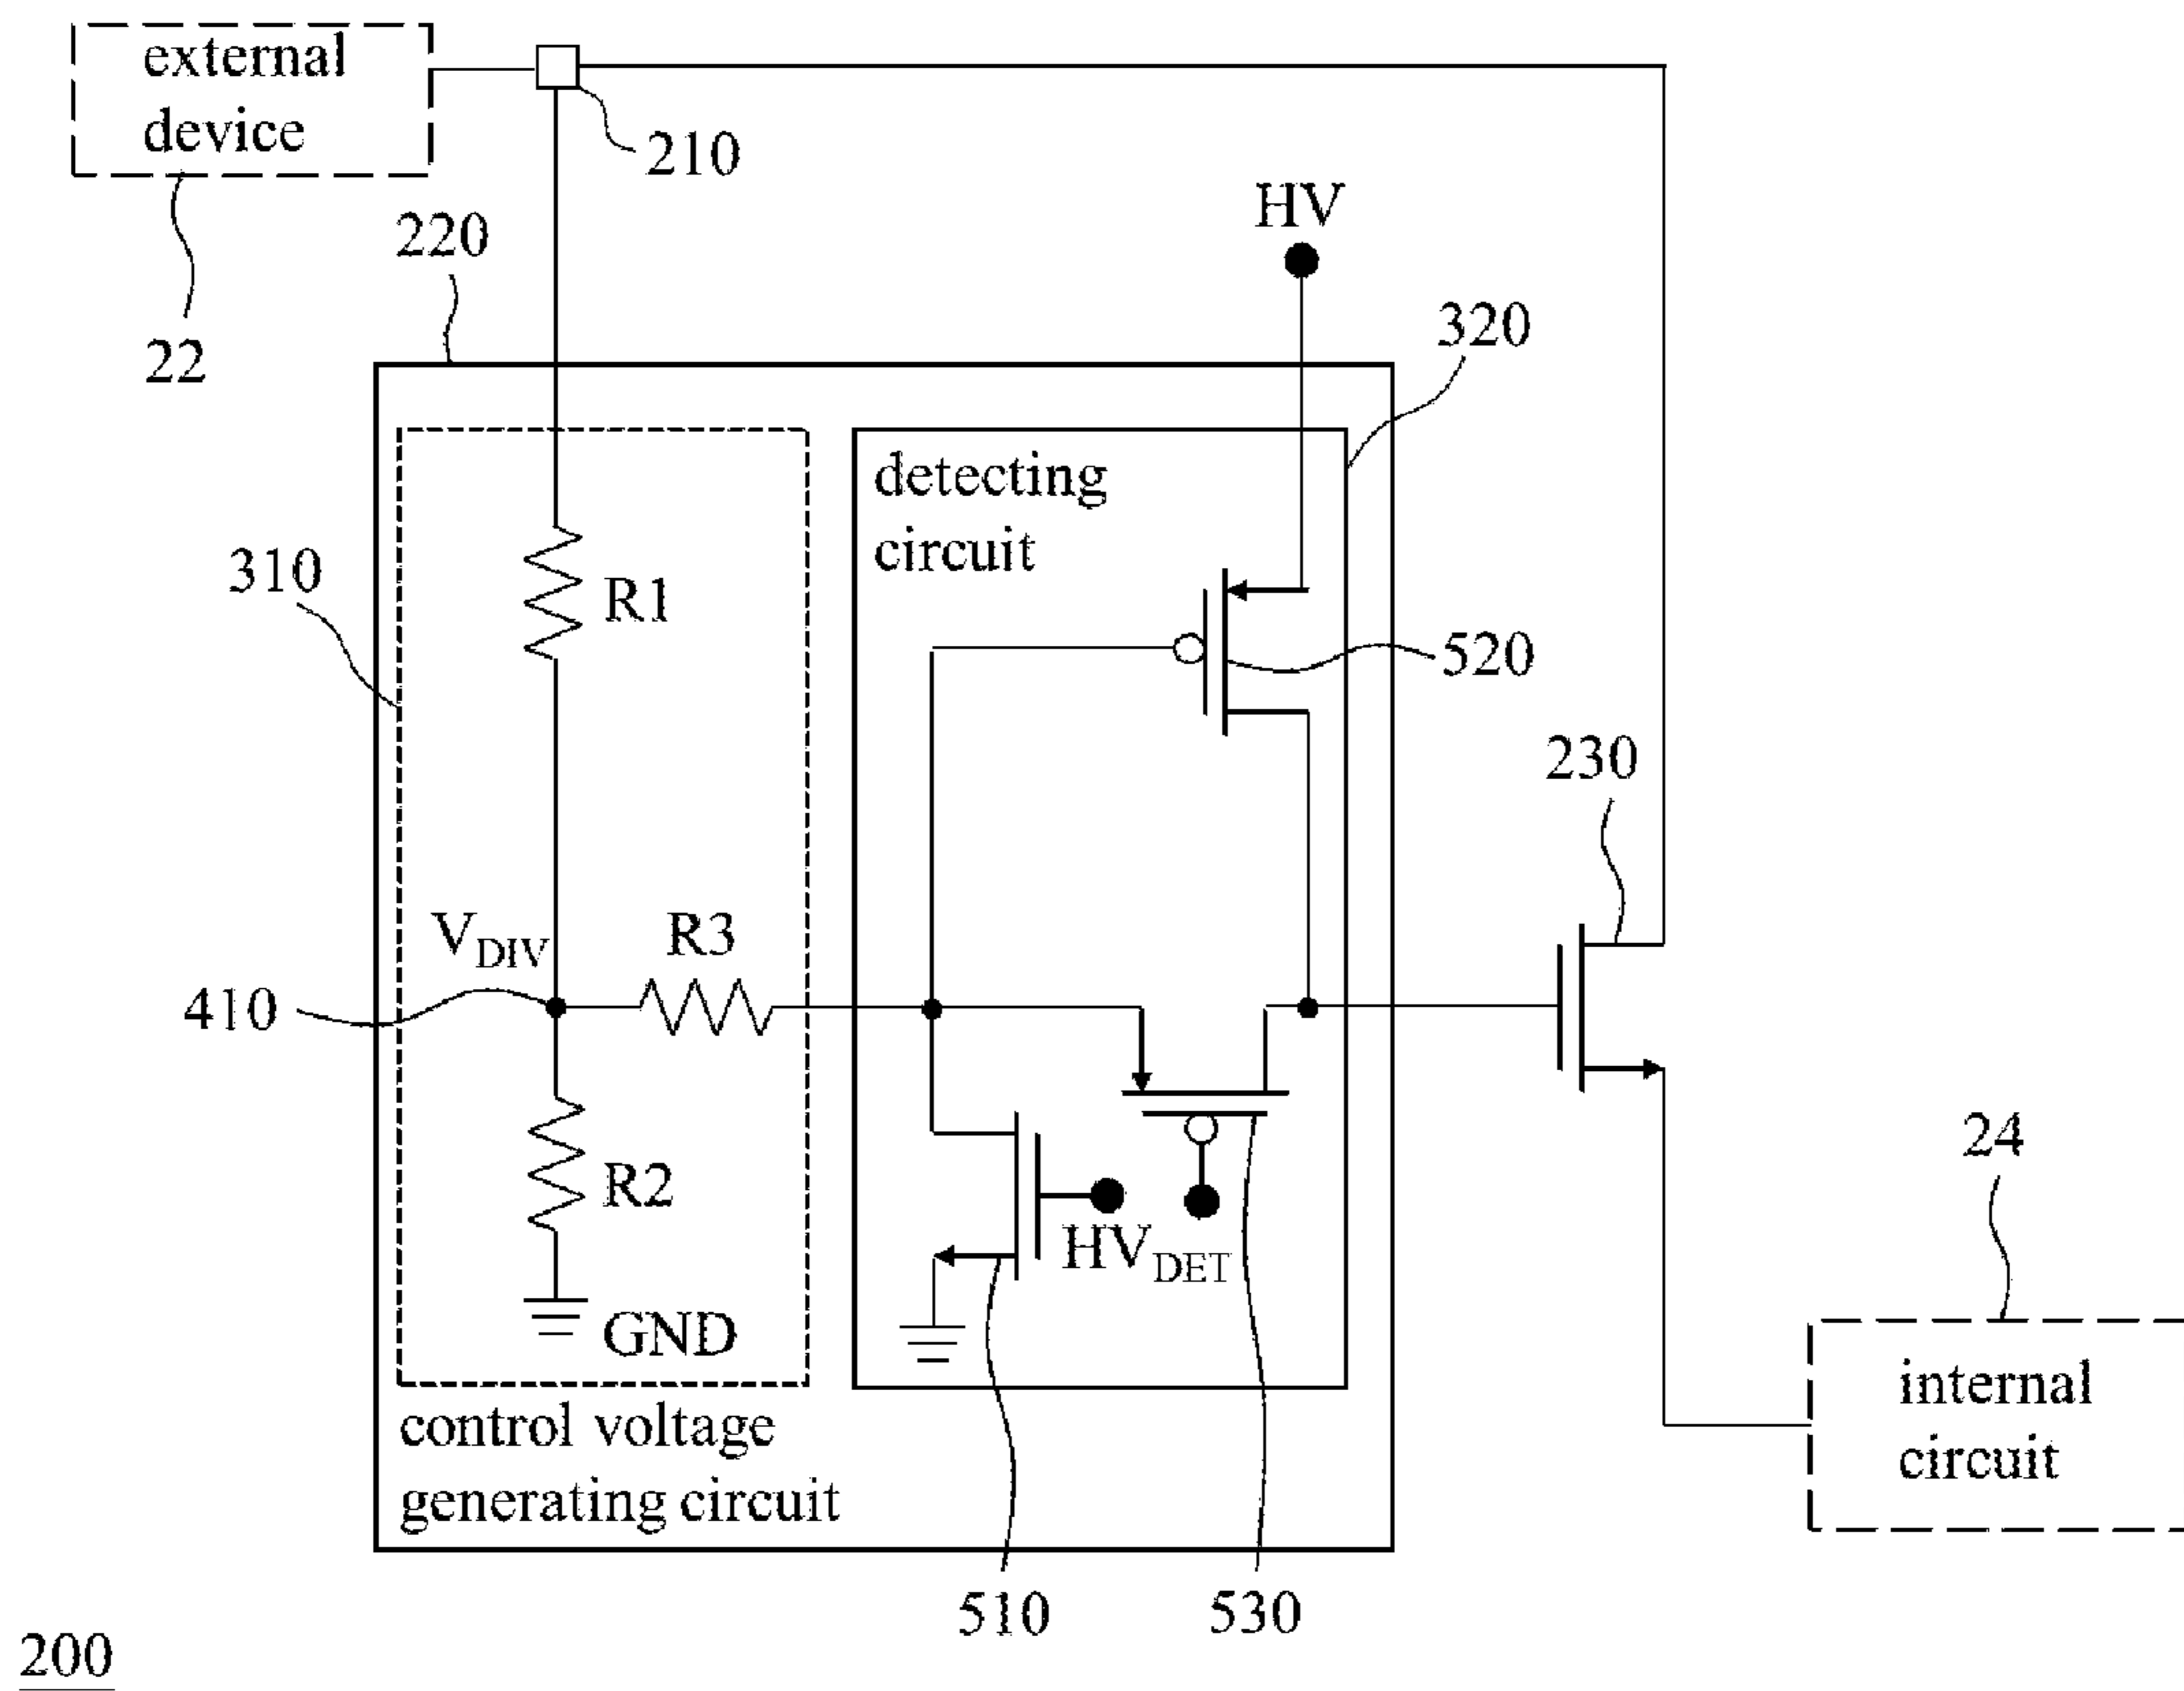 external
device
210
22
220
HV
320
detecting
circuit
310
R1
520
230
V_DIV
R3
410
R2
HV_DET
24
GND
internal
circuit
control voltage
generating circuit
510
530
200